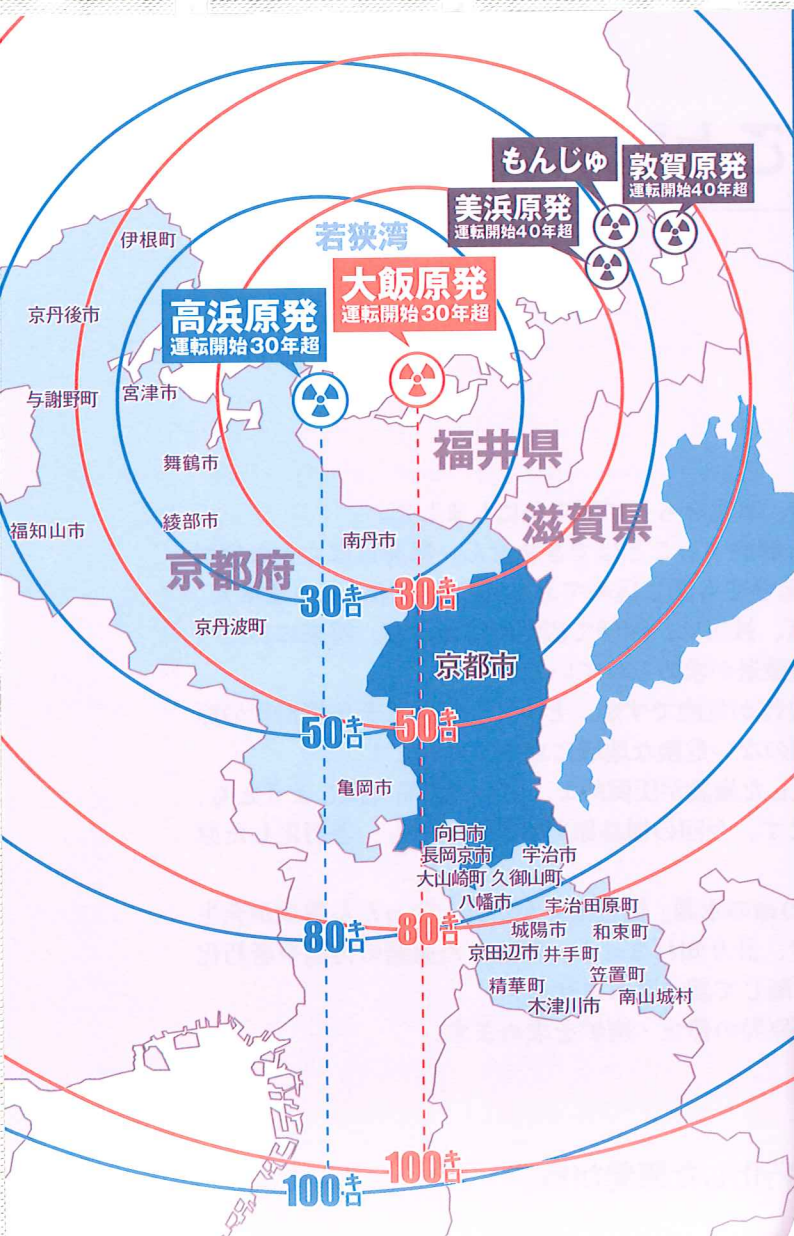 もんじゅ
敦賀原発
運転開始40年超
美浜原発
運転開始40年超
伊根町
若狭湾
大飯原発
運転開始30年超
高浜原発
運転開始30年超
京丹後市
与謝野町
宮津市
福井県
舞鶴市
滋賀県
福知山市
綾部市
南丹市
京都府
30キロ
30キロ
京丹波町
京都市
50キロ
50キロ
亀岡市
向日市
長岡京市
宇治市
大山崎町
久御山町
八幡市
宇治田原町
80キロ
80キロ
城陽市
和束町
京田辺市
井手町
笠置町
精華町
木津川市
南山城村
100キロ
100キロ